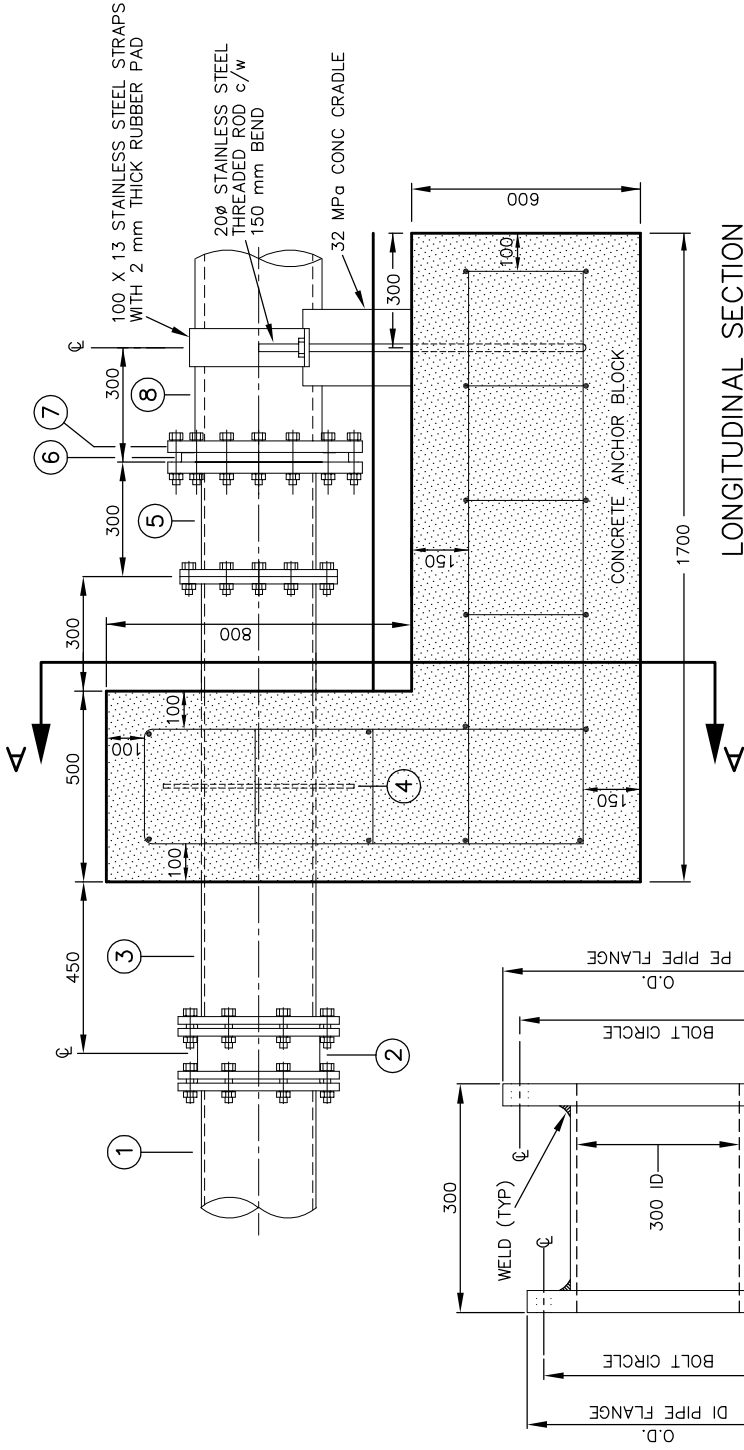 100 X 13 STAINLESS STEEL STRAPS
WITH 2 mm THICK RUBBER PAD
20ø STAINLESS STEEL
THREADED ROD c/w
150 mm BEND
32 MPa CONC CRADLE
℄
300
8
7
6
300
5
300
800
600
300
100
150
CONCRETE ANCHOR BLOCK
1700
LONGITUDINAL SECTION
A
A
500
100
100
4
100
150
450
3
℄
2
1
300
WELD (TYP)
℄
℄
300 ID
BOLT CIRCLE
O.D.
PE PIPE FLANGE
BOLT CIRCLE
O.D.
DI PIPE FLANGE